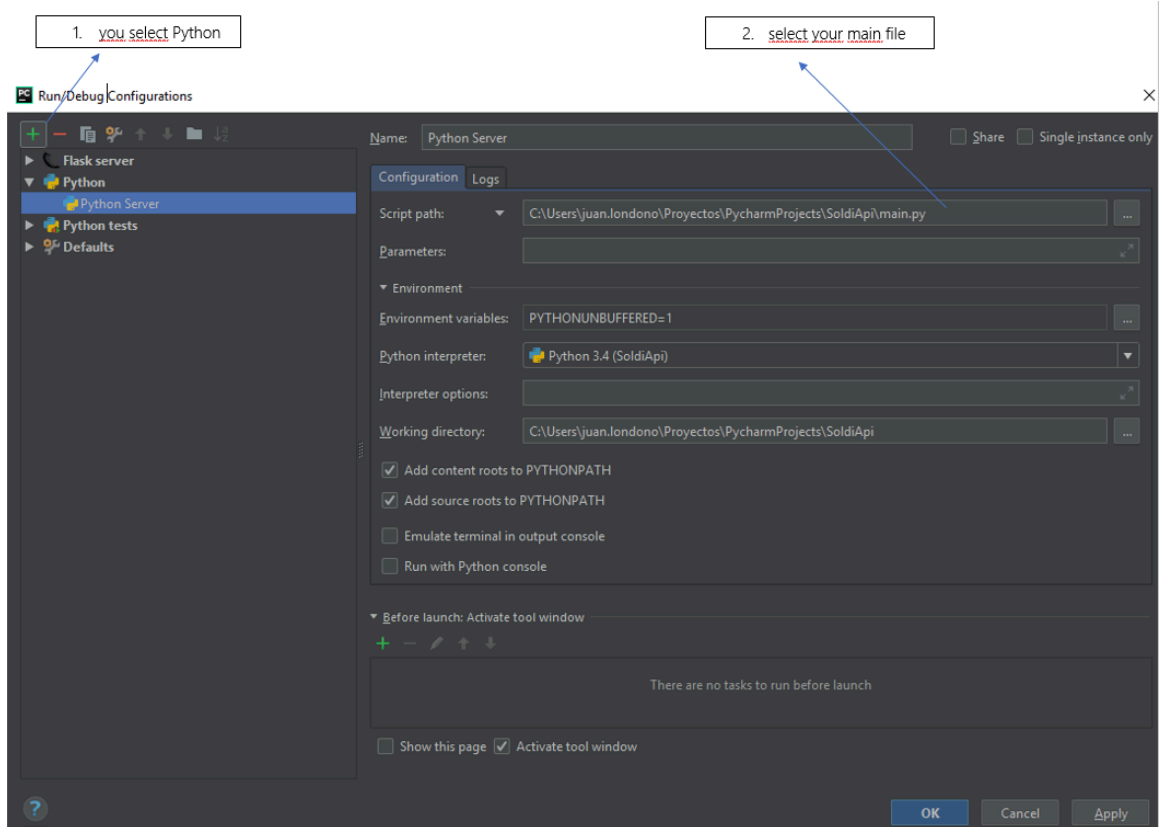 1. you select Python
2. select your main file
PC Run/Debug Configurations
Name: Python Server
Share
Single instance only
Flask server
Python
Python Server
Python tests
Defaults
Configuration Logs
Script path: C:\Users\juan.londono\Proyectos\PycharmProjects\SoldiApi\main.py ...
Parameters:
Environment
Environment variables: PYTHONUNBUFFERED=1 ...
Python interpreter: Python 3.4 (SoldiApi)
Interpreter options:
Working directory: C:\Users\juan.londono\Proyectos\PycharmProjects\SoldiApi ...
Add content roots to PYTHONPATH
Add source roots to PYTHONPATH
Emulate terminal in output console
Run with Python console
Before launch: Activate tool window
There are no tasks to run before launch
Show this page Activate tool window
? OK Cancel Apply